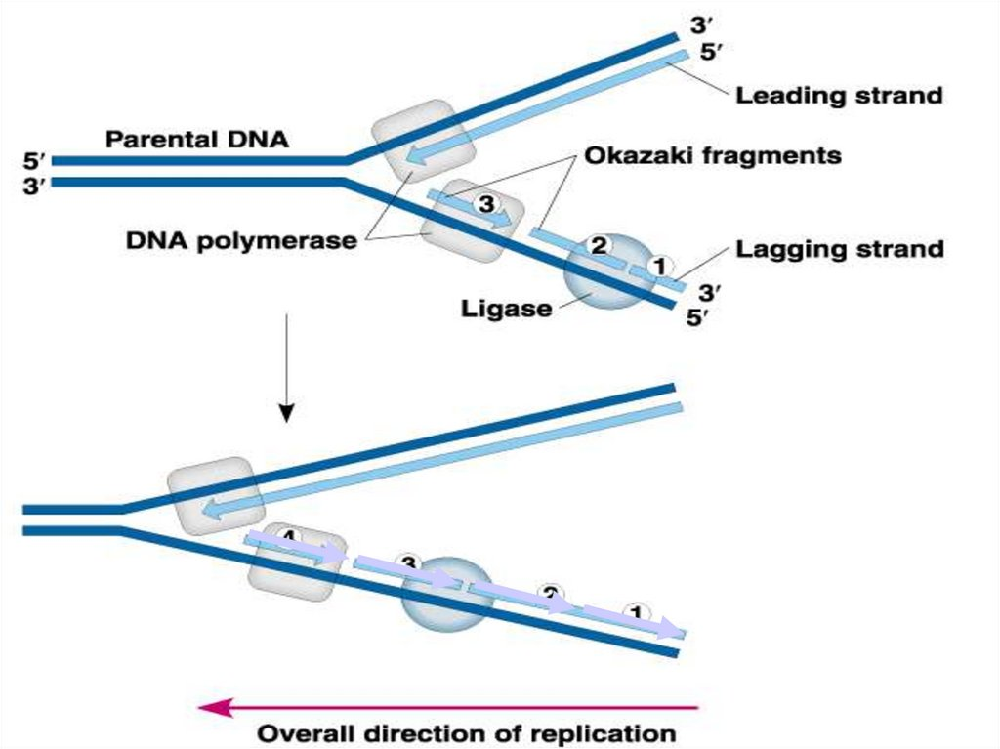 3′
5′
Leading strand
Parental DNA
5′
3′
Okazaki fragments
3
DNA polymerase
2
1
Lagging strand
3′
5′
Ligase
4
3
2
1
Overall direction of replication